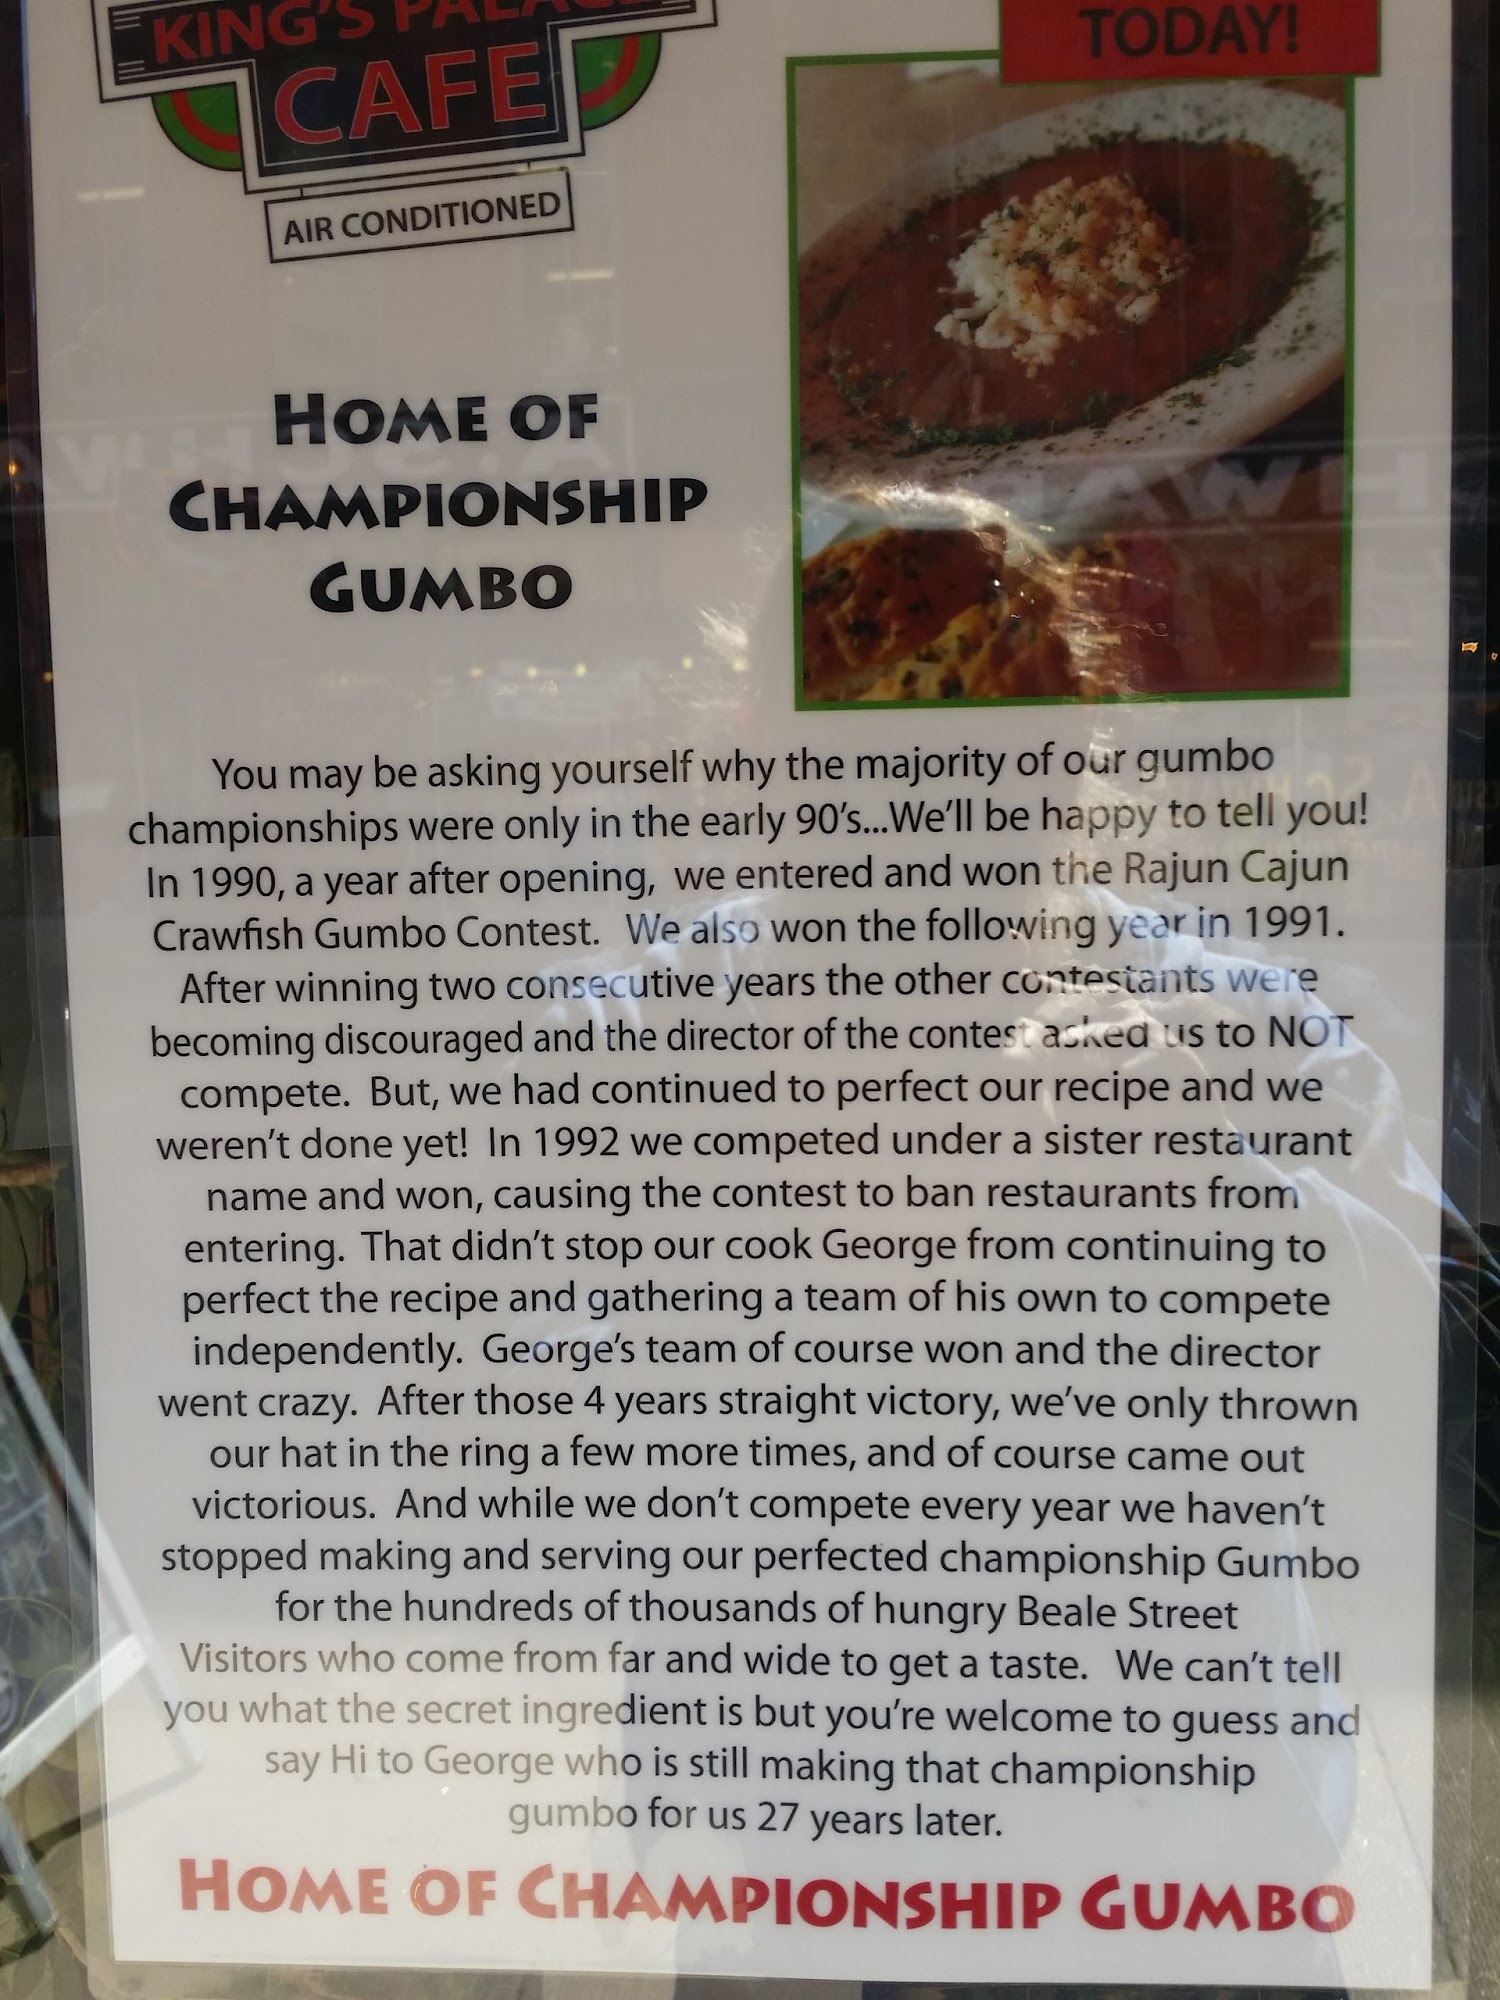 KING'S PALACE
CAFE
AIR CONDITIONED
TODAY!
HOME OF
CHAMPIONSHIP
GUMBO
You may be asking yourself why the majority of our gumbo
championships were only in the early 90's...We'll be happy to tell you!
In 1990, a year after opening, we entered and won the Rajun Cajun
Crawfish Gumbo Contest. We also won the following year in 1991.
After winning two consecutive years the other contestants were
becoming discouraged and the director of the contest asked us to NOT
compete. But, we had continued to perfect our recipe and we
weren't done yet! In 1992 we competed under a sister restaurant
name and won, causing the contest to ban restaurants from
entering. That didn't stop our cook George from continuing to
perfect the recipe and gathering a team of his own to compete
independently. George's team of course won and the director
went crazy. After those 4 years straight victory, we've only thrown
our hat in the ring a few more times, and of course came out
victorious. And while we don't compete every year we haven't
stopped making and serving our perfected championship Gumbo
for the hundreds of thousands of hungry Beale Street
Visitors who come from far and wide to get a taste. We can't tell
you what the secret ingredient is but you're welcome to guess and
say Hi to George who is still making that championship
gumbo for us 27 years later.
HOME OF CHAMPIONSHIP GUMBO